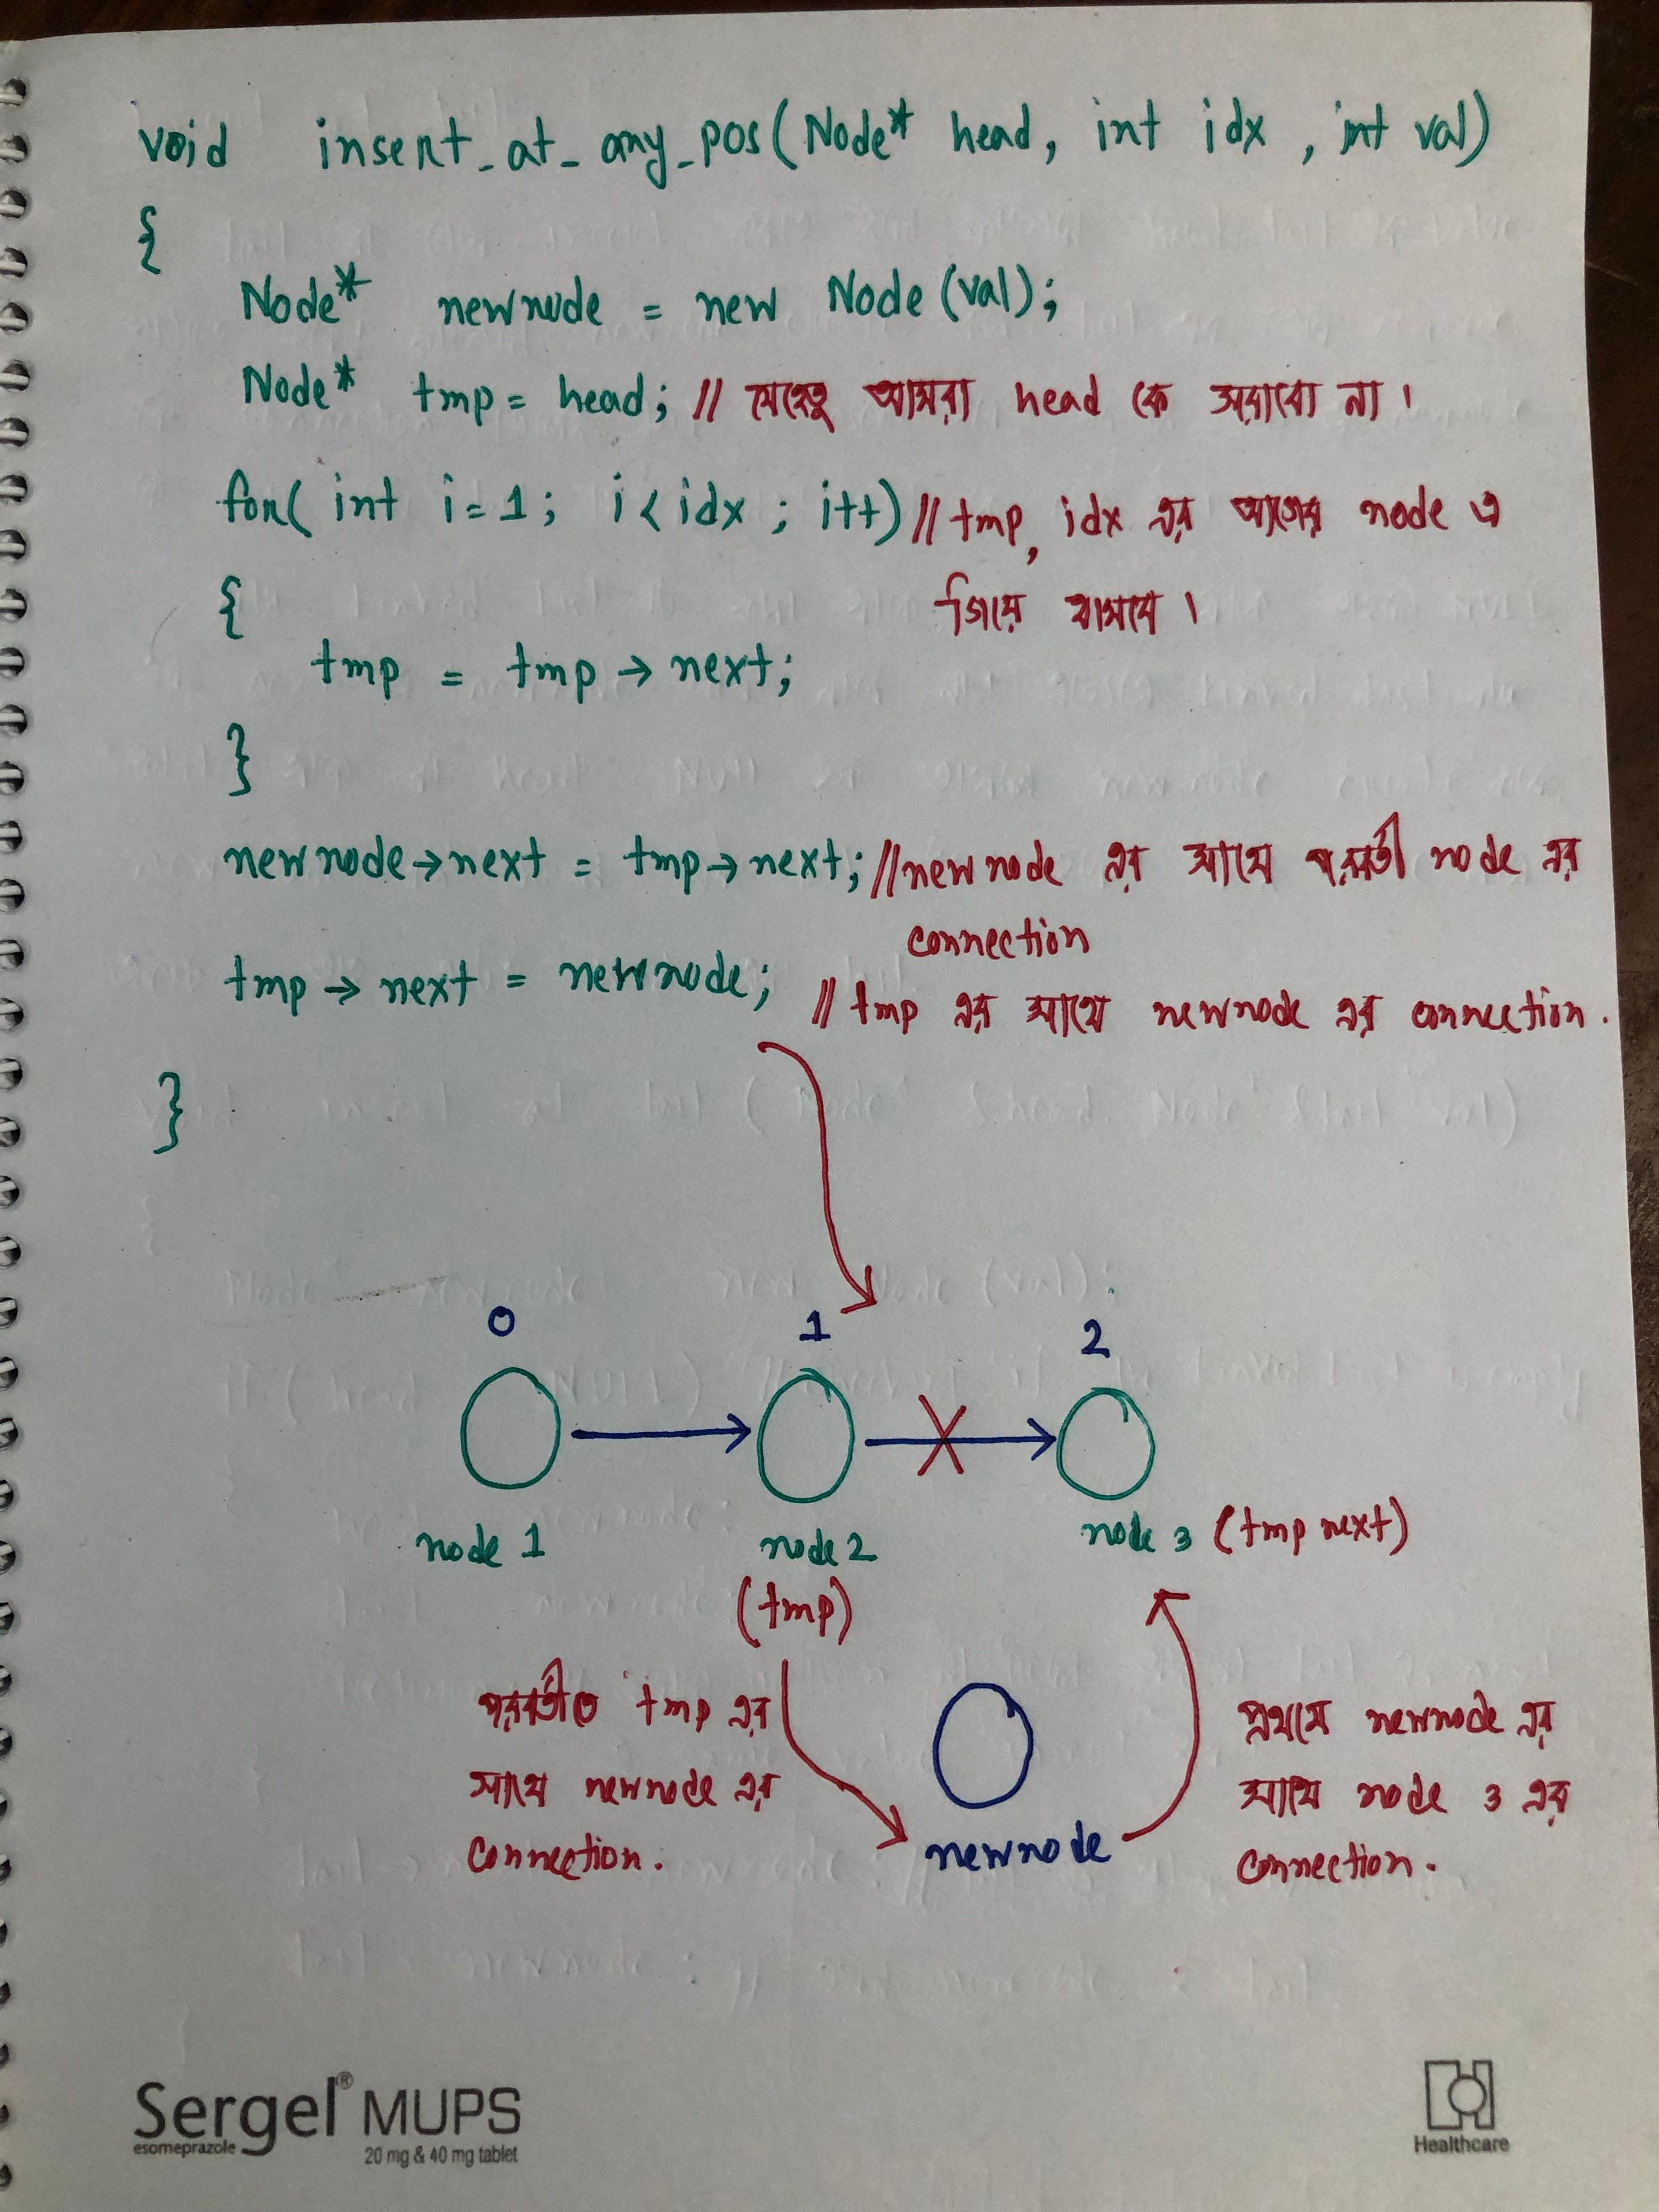 void insert_at_any_pos(Node* head, int idx, int val)
{
Node* newnode = new Node(val);
Node* tmp = head; // যেহেতু আমরা head কে সরাবো না।
for( int i=1; i<idx ; i++) // tmp, idx এর আগের node এ
{ গিয়ে থামবে।
tmp = tmp → next;
}
newnode→next = tmp→next; // newnode এর সাথে পরবর্তী node এর
connection
tmp → next = newnode; // tmp এর সাথে newnode এর connection.
}
0 1 2
node 1 node 2 node 3 (tmp next)
(tmp)
পরবর্তীতে tmp এর
সাথে newnode এর
connection.
newnode
প্রথমে newnode এর
সাথে node 3 এর
connection.
Sergel® MUPS
esomeprazole 20 mg & 40 mg tablet
Healthcare